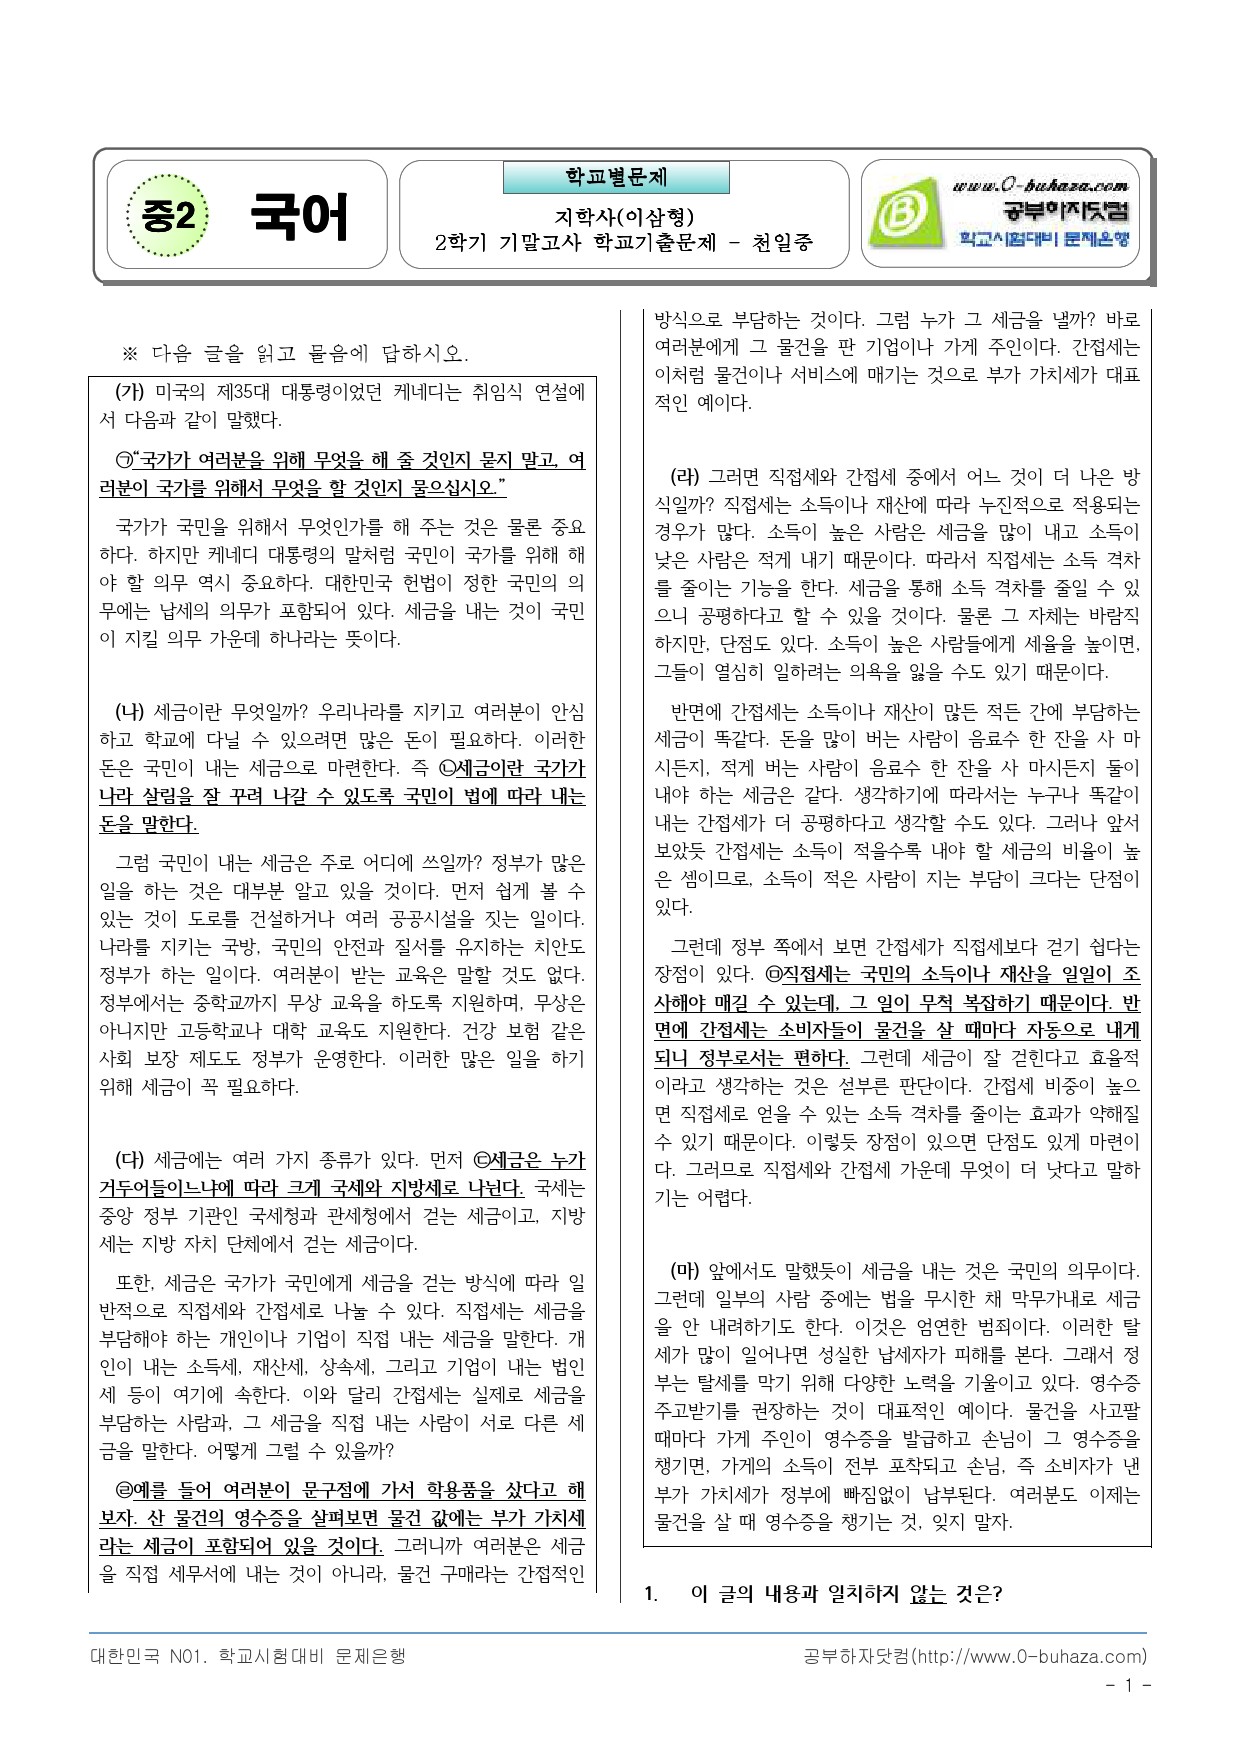 중2
국어
학교별문제
지학사(이삼형)
2학기 기말고사 학교기출문제 - 천일중
www.0-buhaza.com
공부하자닷컴
학교시험대비 문제은행
※ 다음 글을 읽고 물음에 답하시오.
(가) 미국의 제35대 대통령이었던 케네디는 취임식 연설에
서 다음과 같이 말했다.
㉠“국가가 여러분을 위해 무엇을 해 줄 것인지 묻지 말고, 여
러분이 국가를 위해서 무엇을 할 것인지 물으십시오.”
국가가 국민을 위해서 무엇인가를 해 주는 것은 물론 중요
하다. 하지만 케네디 대통령의 말처럼 국민이 국가를 위해 해
야 할 의무 역시 중요하다. 대한민국 헌법이 정한 국민의 의
무에는 납세의 의무가 포함되어 있다. 세금을 내는 것이 국민
이 지킬 의무 가운데 하나라는 뜻이다.
(나) 세금이란 무엇일까? 우리나라를 지키고 여러분이 안심
하고 학교에 다닐 수 있으려면 많은 돈이 필요하다. 이러한
돈은 국민이 내는 세금으로 마련한다. 즉 ㉡세금이란 국가가
나라 살림을 잘 꾸려 나갈 수 있도록 국민이 법에 따라 내는
돈을 말한다.
그럼 국민이 내는 세금은 주로 어디에 쓰일까? 정부가 많은
일을 하는 것은 대부분 알고 있을 것이다. 먼저 쉽게 볼 수
있는 것이 도로를 건설하거나 여러 공공시설을 짓는 일이다.
나라를 지키는 국방, 국민의 안전과 질서를 유지하는 치안도
정부가 하는 일이다. 여러분이 받는 교육은 말할 것도 없다.
정부에서는 중학교까지 무상 교육을 하도록 지원하며, 무상은
아니지만 고등학교나 대학 교육도 지원한다. 건강 보험 같은
사회 보장 제도도 정부가 운영한다. 이러한 많은 일을 하기
위해 세금이 꼭 필요하다.
(다) 세금에는 여러 가지 종류가 있다. 먼저 ㉢세금은 누가
거두어들이느냐에 따라 크게 국세와 지방세로 나뉜다. 국세는
중앙 정부 기관인 국세청과 관세청에서 걷는 세금이고, 지방
세는 지방 자치 단체에서 걷는 세금이다.
또한, 세금은 국가가 국민에게 세금을 걷는 방식에 따라 일
반적으로 직접세와 간접세로 나눌 수 있다. 직접세는 세금을
부담해야 하는 개인이나 기업이 직접 내는 세금을 말한다. 개
인이 내는 소득세, 재산세, 상속세, 그리고 기업이 내는 법인
세 등이 여기에 속한다. 이와 달리 간접세는 실제로 세금을
부담하는 사람과, 그 세금을 직접 내는 사람이 서로 다른 세
금을 말한다. 어떻게 그럴 수 있을까?
㉣예를 들어 여러분이 문구점에 가서 학용품을 샀다고 해
보자. 산 물건의 영수증을 살펴보면 물건 값에는 부가 가치세
라는 세금이 포함되어 있을 것이다. 그러니까 여러분은 세금
을 직접 세무서에 내는 것이 아니라, 물건 구매라는 간접적인
방식으로 부담하는 것이다. 그럼 누가 그 세금을 낼까? 바로
여러분에게 그 물건을 판 기업이나 가게 주인이다. 간접세는
이처럼 물건이나 서비스에 매기는 것으로 부가 가치세가 대표
적인 예이다.
(라) 그러면 직접세와 간접세 중에서 어느 것이 더 나은 방
식일까? 직접세는 소득이나 재산에 따라 누진적으로 적용되는
경우가 많다. 소득이 높은 사람은 세금을 많이 내고 소득이
낮은 사람은 적게 내기 때문이다. 따라서 직접세는 소득 격차
를 줄이는 기능을 한다. 세금을 통해 소득 격차를 줄일 수 있
으니 공평하다고 할 수 있을 것이다. 물론 그 자체는 바람직
하지만, 단점도 있다. 소득이 높은 사람들에게 세율을 높이면,
그들이 열심히 일하려는 의욕을 잃을 수도 있기 때문이다.
반면에 간접세는 소득이나 재산이 많든 적든 간에 부담하는
세금이 똑같다. 돈을 많이 버는 사람이 음료수 한 잔을 사 마
시든지, 적게 버는 사람이 음료수 한 잔을 사 마시든지 둘이
내야 하는 세금은 같다. 생각하기에 따라서는 누구나 똑같이
내는 간접세가 더 공평하다고 생각할 수도 있다. 그러나 앞서
보았듯 간접세는 소득이 적을수록 내야 할 세금의 비율이 높
은 셈이므로, 소득이 적은 사람이 지는 부담이 크다는 단점이
있다.
그런데 정부 쪽에서 보면 간접세가 직접세보다 걷기 쉽다는
장점이 있다. ㉤직접세는 국민의 소득이나 재산을 일일이 조
사해야 매길 수 있는데, 그 일이 무척 복잡하기 때문이다. 반
면에 간접세는 소비자들이 물건을 살 때마다 자동으로 내게
되니 정부로서는 편하다. 그런데 세금이 잘 걷힌다고 효율적
이라고 생각하는 것은 섣부른 판단이다. 간접세 비중이 높으
면 직접세로 얻을 수 있는 소득 격차를 줄이는 효과가 약해질
수 있기 때문이다. 이렇듯 장점이 있으면 단점도 있게 마련이
다. 그러므로 직접세와 간접세 가운데 무엇이 더 낫다고 말하
기는 어렵다.
(마) 앞에서도 말했듯이 세금을 내는 것은 국민의 의무이다.
그런데 일부의 사람 중에는 법을 무시한 채 막무가내로 세금
을 안 내려하기도 한다. 이것은 엄연한 범죄이다. 이러한 탈
세가 많이 일어나면 성실한 납세자가 피해를 본다. 그래서 정
부는 탈세를 막기 위해 다양한 노력을 기울이고 있다. 영수증
주고받기를 권장하는 것이 대표적인 예이다. 물건을 사고팔
때마다 가게 주인이 영수증을 발급하고 손님이 그 영수증을
챙기면, 가게의 소득이 전부 포착되고 손님, 즉 소비자가 낸
부가 가치세가 정부에 빠짐없이 납부된다. 여러분도 이제는
물건을 살 때 영수증을 챙기는 것, 잊지 말자.
1. 이 글의 내용과 일치하지 않는 것은?
대한민국 N01. 학교시험대비 문제은행
공부하자닷컴(http://www.0-buhaza.com)
- 1 -